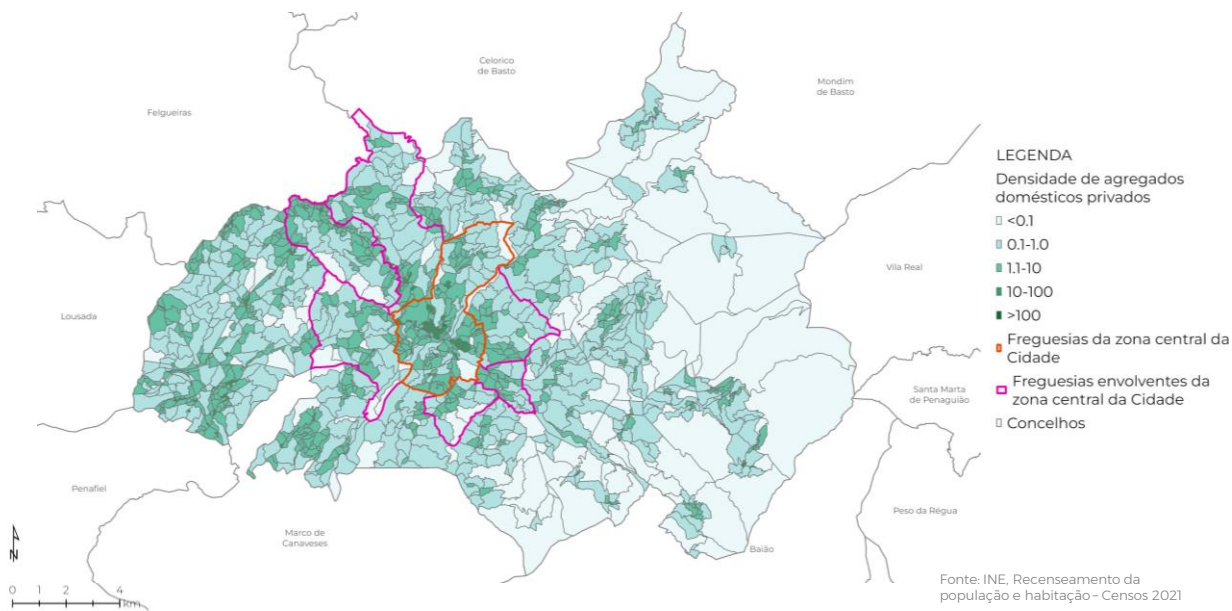 Celorico
de Basto
Mondim
de Basto
Felgueiras
Vila Real
Lousada
Santa Marta
de Penaguião
Penafiel
Peso da Régua
Marco de
Canaveses
Baião
N
0 1 2 4
km
LEGENDA
Densidade de agregados
domésticos privados
<0.1
0.1-1.0
1.1-10
10-100
>100
Freguesias da zona central da
Cidade
Freguesias envolventes da
zona central da Cidade
Concelhos
Fonte: INE, Recenseamento da
população e habitação – Censos 2021